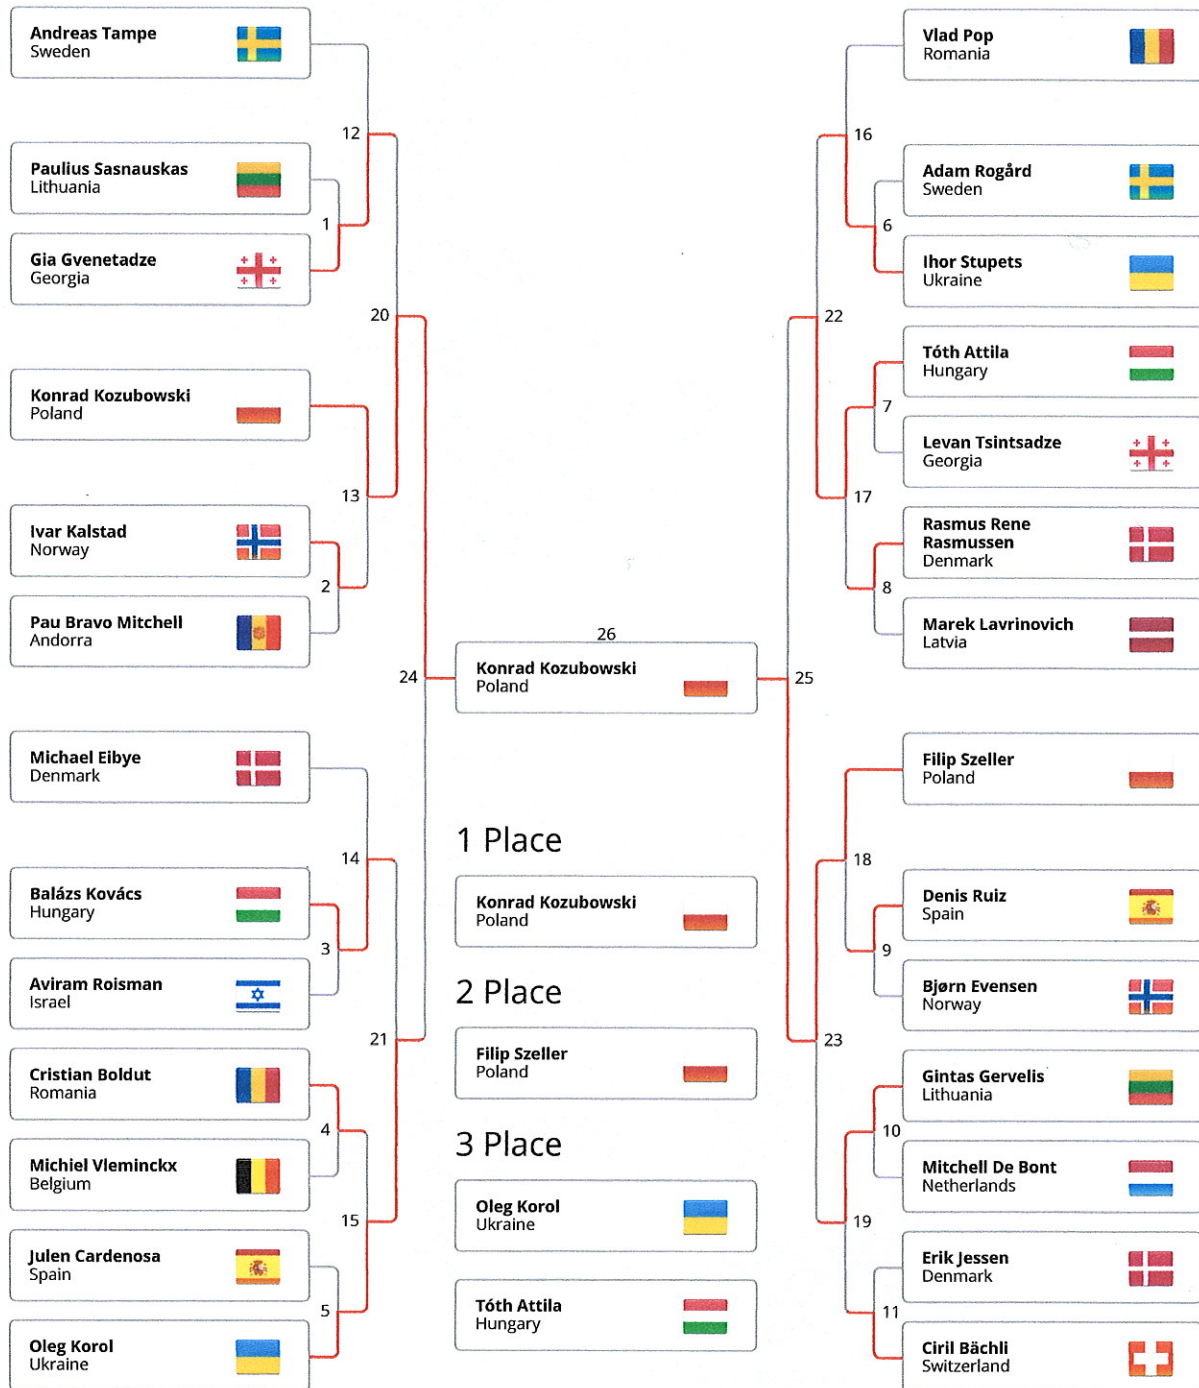 Andreas Tampe
Sweden
12
Paulius Sasnauskas
Lithuania
1
Gia Gvenetadze
Georgia
20
Konrad Kozubowski
Poland
13
Ivar Kalstad
Norway
2
Pau Bravo Mitchell
Andorra
24
Michael Eibye
Denmark
14
Balázs Kovács
Hungary
3
Aviram Roisman
Israel
21
Cristian Boldut
Romania
4
Michiel Vleminckx
Belgium
15
Julen Cardenosa
Spain
5
Oleg Korol
Ukraine
26
Konrad Kozubowski
Poland
1 Place
Konrad Kozubowski
Poland
2 Place
Filip Szeller
Poland
3 Place
Oleg Korol
Ukraine
Tóth Attila
Hungary
Vlad Pop
Romania
16
Adam Rogård
Sweden
6
Ihor Stupets
Ukraine
22
Tóth Attila
Hungary
7
Levan Tsintsadze
Georgia
17
Rasmus Rene
Rasmussen
Denmark
8
Marek Lavrinovich
Latvia
25
Filip Szeller
Poland
18
Denis Ruiz
Spain
9
Bjørn Evensen
Norway
23
Gintas Gervelis
Lithuania
10
Mitchell De Bont
Netherlands
19
Erik Jessen
Denmark
11
Ciril Bächli
Switzerland